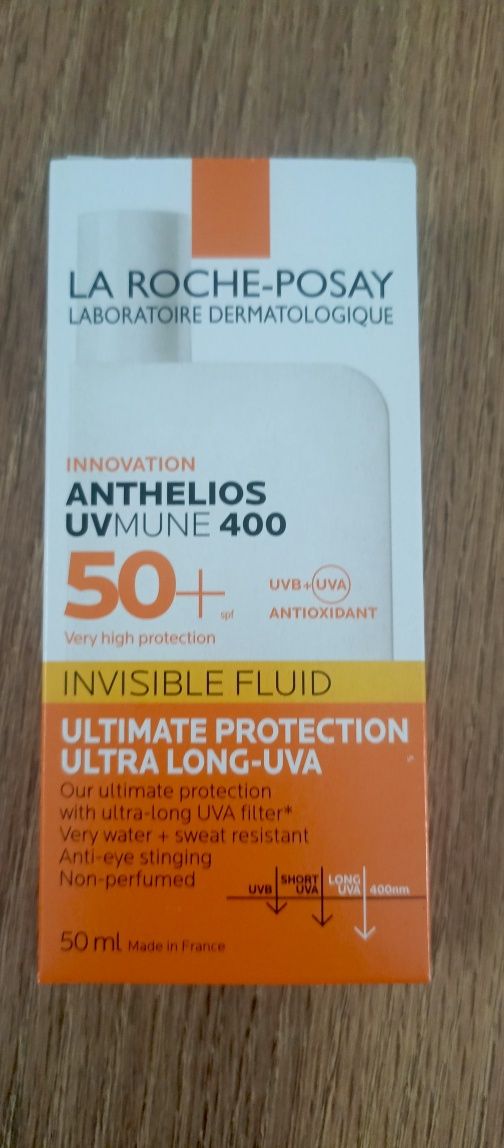 LA ROCHE-POSAY
LABORATOIRE DERMATOLOGIQUE
INNOVATION
ANTHELIOS
UVMUNE 400
50+ spf
UVB+UVA
ANTIOXIDANT
Very high protection
INVISIBLE FLUID
ULTIMATE PROTECTION
ULTRA LONG-UVA
Our ultimate protection
with ultra-long UVA filter*
Very water + sweat resistant
Anti-eye stinging
Non-perfumed
UVB
SHORT
UVA
LONG
UVA
400nm
50 ml Made in France